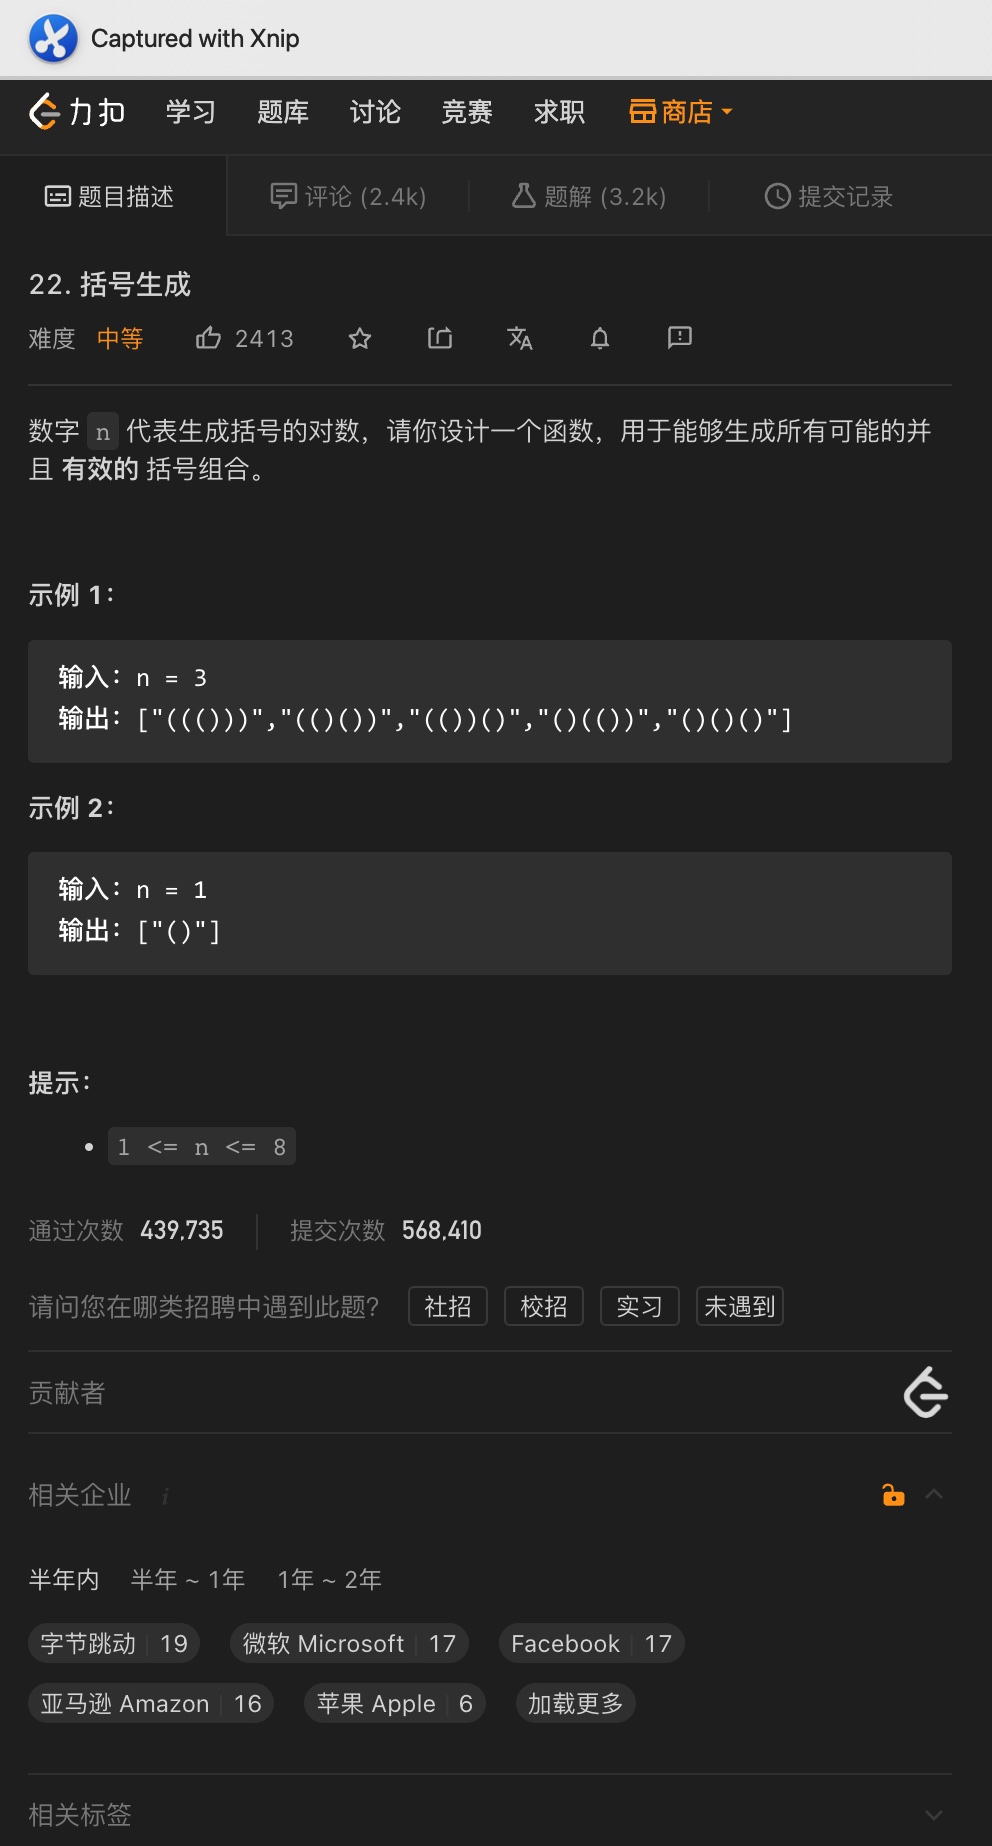 Captured with Xnip
力扣 学习 题库 讨论 竞赛 求职 商店
题目描述 评论 (2.4k) 题解 (3.2k) 提交记录
22. 括号生成
难度 中等 2413
数字 n 代表生成括号的对数，请你设计一个函数，用于能够生成所有可能的并
且 有效的 括号组合。
示例 1：
输入：n = 3
输出：["((()))","(()())","(())()","()(())","()()()"]
示例 2：
输入：n = 1
输出：["()"]
提示：
• 1 <= n <= 8
通过次数 439,735 提交次数 568,410
请问您在哪类招聘中遇到此题？ 社招 校招 实习 未遇到
贡献者
相关企业 i
半年内 半年 ~ 1年 1年 ~ 2年
字节跳动 19 微软 Microsoft 17 Facebook 17
亚马逊 Amazon 16 苹果 Apple 6 加载更多
相关标签